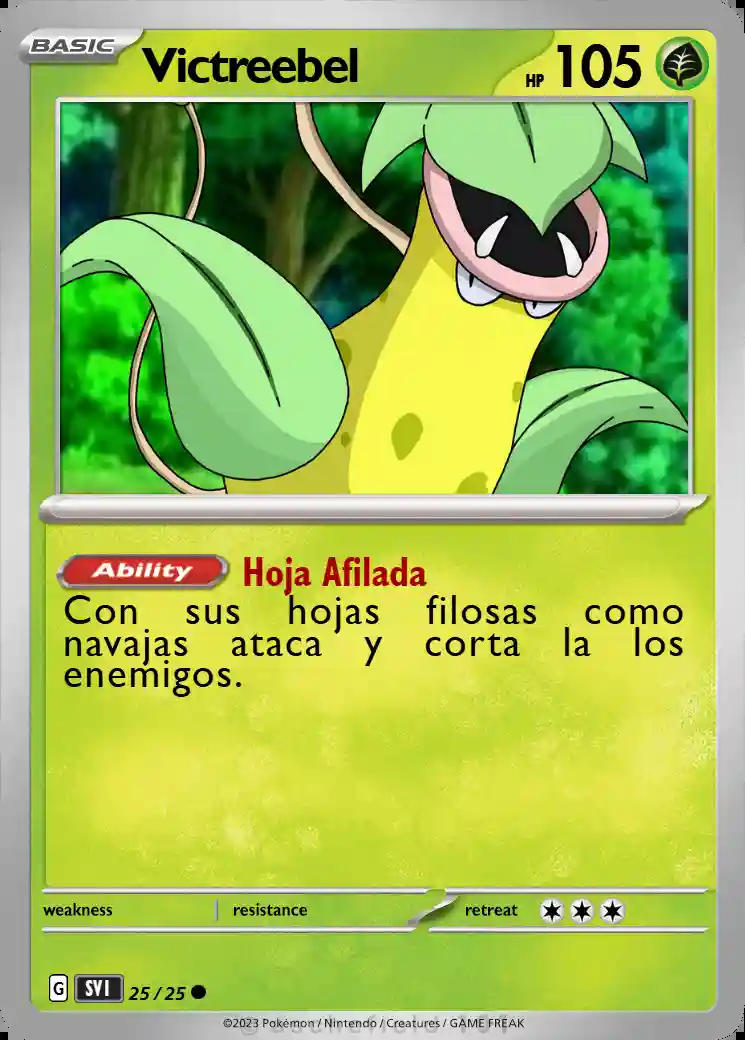 BASIC
Victreebel
HP 105
Ability Hoja Afilada
Con sus hojas filosas como
navajas ataca y corta la los
enemigos.
weakness
resistance
retreat
G SVI 25/25
©2023 Pokémon / Nintendo / Creatures / GAME FREAK